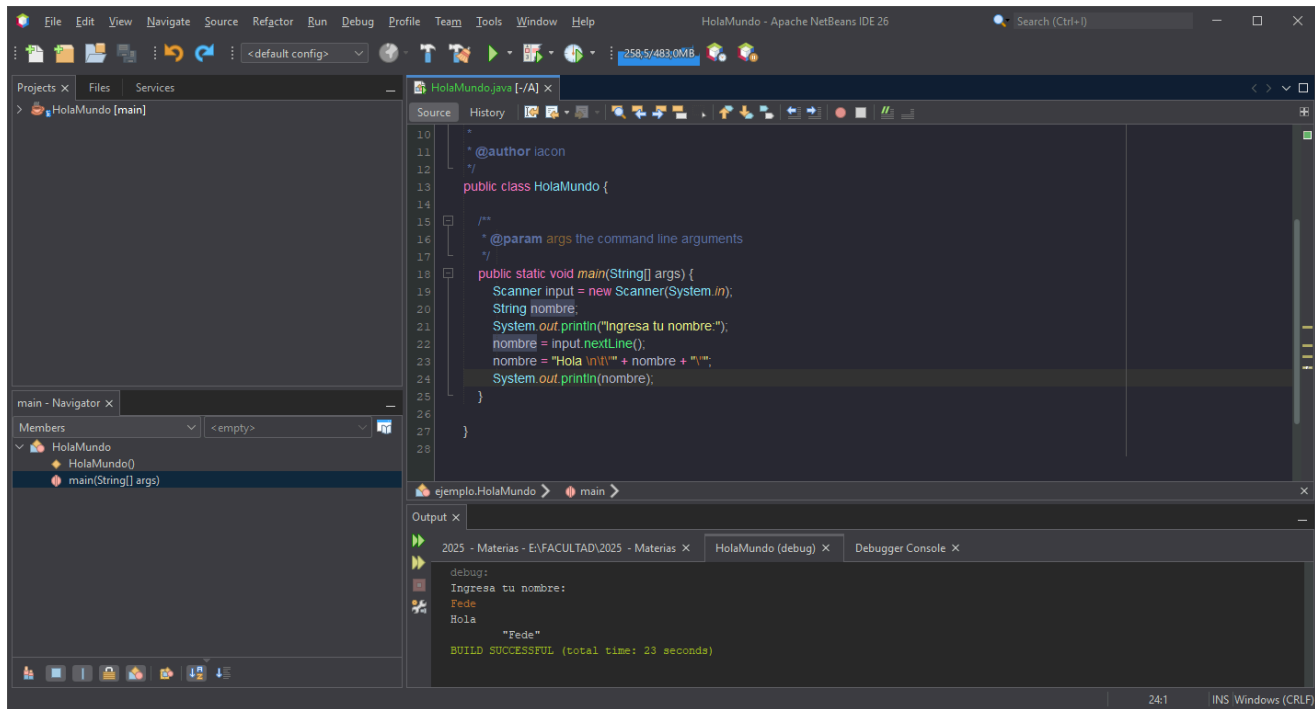 File Edit View Navigate Source Refactor Run Debug Profile Team Tools Window Help HolaMundo - Apache NetBeans IDE 26 Search (Ctrl+I)
<default config> 258,5/483,0MB
Projects Files Services
HolaMundo [main]
HolaMundo.java [-/A]
Source History
10 *
11 * @author iacon
12 */
13 public class HolaMundo {
14
15 /**
16 * @param args the command line arguments
17 */
18 public static void main(String[] args) {
19 Scanner input = new Scanner(System.in);
20 String nombre;
21 System.out.println("Ingresa tu nombre:");
22 nombre = input.nextLine();
23 nombre = "Hola \n\t\"" + nombre + "\"";
24 System.out.println(nombre);
25 }
26
27 }
28
ejemplo.HolaMundo main
main - Navigator
Members <empty>
HolaMundo
HolaMundo()
main(String[] args)
Output
2025 - Materias - E:\FACULTAD\2025 - Materias HolaMundo (debug) Debugger Console
debug:
Ingresa tu nombre:
Fede
Hola
"Fede"
BUILD SUCCESSFUL (total time: 23 seconds)
24:1 INS Windows (CRLF)